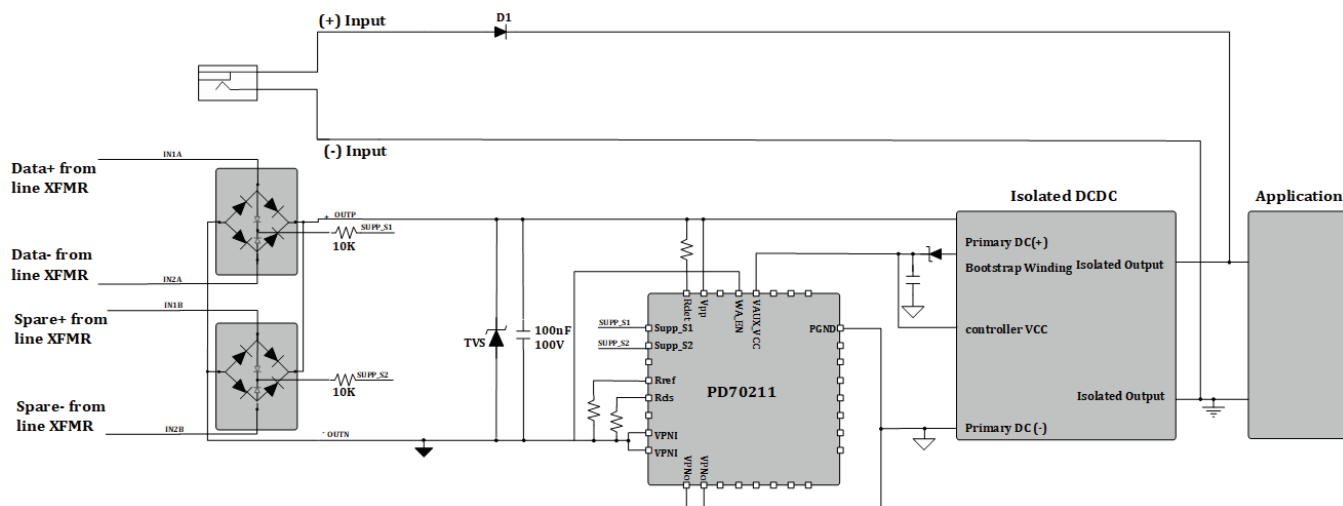 (+) Input
D1
(-) Input
Data+ from
line XFMR
IN1A
Data- from
line XFMR
IN2A
+ OUTP
SUPP_S1
10K
Spare+ from
line XFMR
IN1B
SUPP_S2
10K
Spare- from
line XFMR
IN2B
- OUTN
TVS
100nF
100V
SUPP_S1
SUPP_S2
Rdet
Vpp
WA_EN
VAUX_VCC
Supp_S1
Supp_S2
PGND
Rref
Rcls
PD70211
VPNI
VPNI
VPNo
VPNo
Isolated DCDC
Primary DC(+)
Bootstrap Winding
Isolated Output
controller VCC
Isolated Output
Primary DC (-)
Application